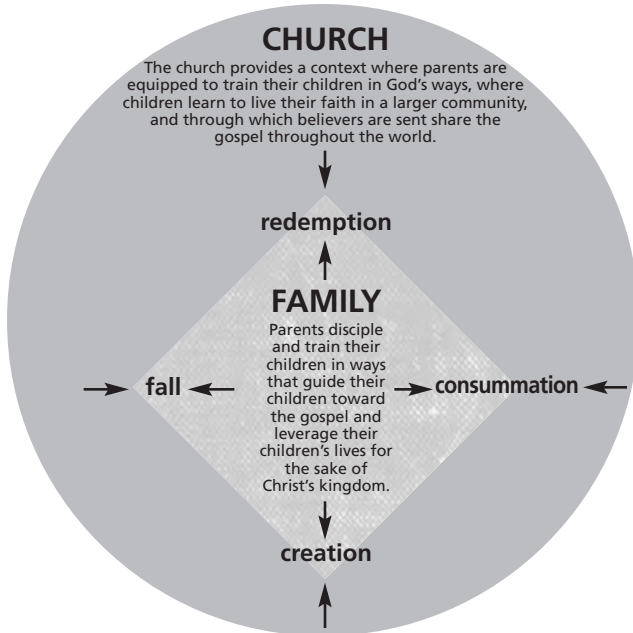 CHURCH
The church provides a context where parents are
equipped to train their children in God's ways, where
children learn to live their faith in a larger community,
and through which believers are sent share the
gospel throughout the world.
redemption
FAMILY
Parents disciple
and train their
children in ways
that guide their
children toward
the gospel and
leverage their
children's lives for
the sake of
Christ's kingdom.
fall
consummation
creation